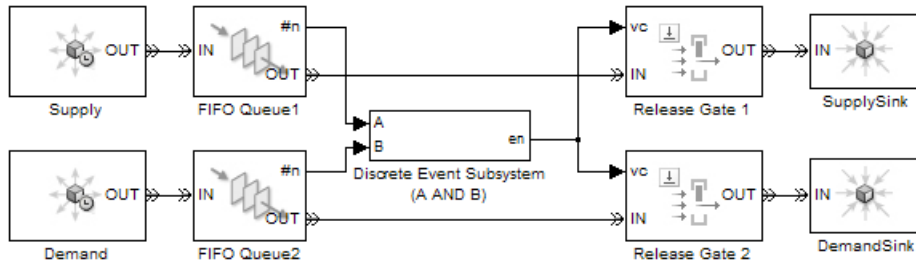 OUT
Supply
IN
#n
OUT
FIFO Queue1
vc
IN
OUT
Release Gate 1
IN
SupplySink
A
B
en
Discrete Event Subsystem
(A AND B)
OUT
Demand
IN
#n
OUT
FIFO Queue2
vc
IN
OUT
Release Gate 2
IN
DemandSink